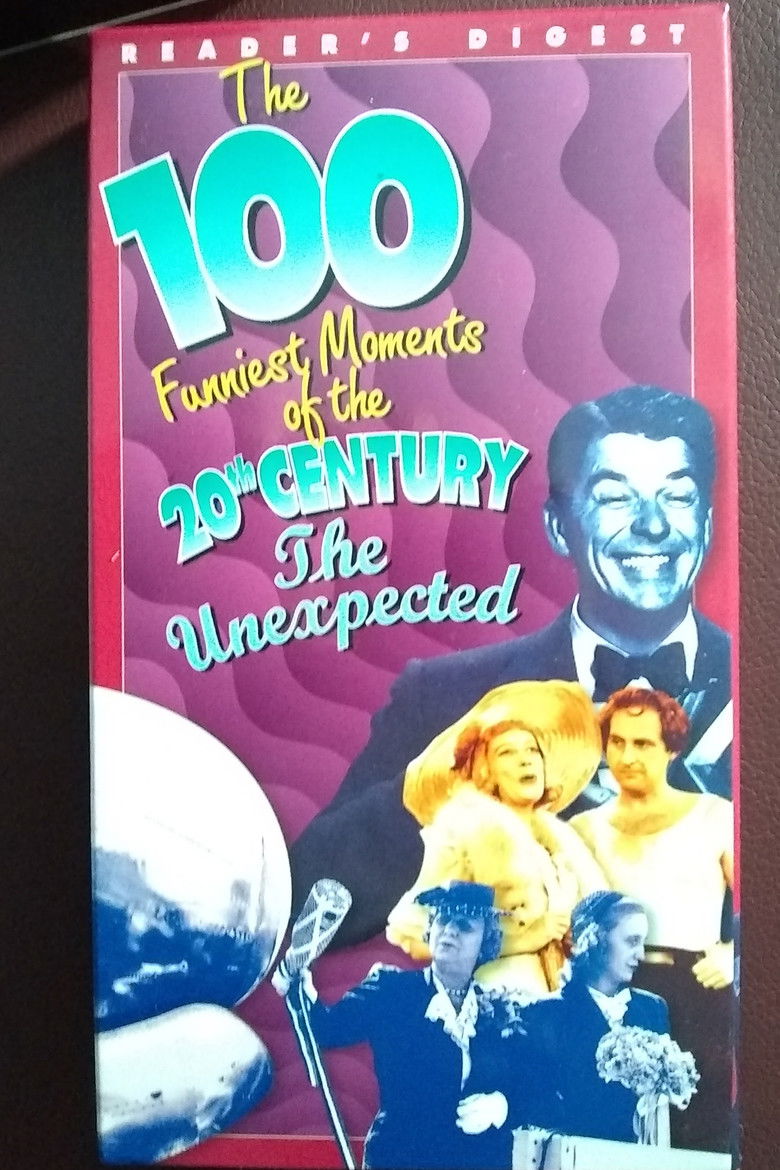 READER'S DIGEST
The
100
Funniest Moments
of the
20th CENTURY
The
Unexpected